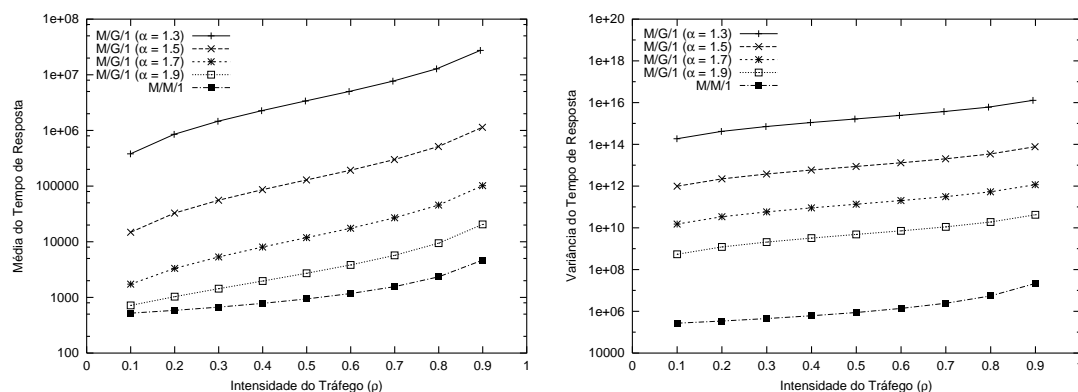 1e+08
1e+07
1e+06
100000
10000
1000
100
0.1 0.2 0.3 0.4 0.5 0.6 0.7 0.8 0.9 1
Média do Tempo de Resposta
Intensidade do Tráfego (ρ)
M/G/1 (α = 1.3)
M/G/1 (α = 1.5)
M/G/1 (α = 1.7)
M/G/1 (α = 1.9)
M/M/1
1e+20
1e+18
1e+16
1e+14
1e+12
1e+10
1e+08
1e+06
10000
0.1 0.2 0.3 0.4 0.5 0.6 0.7 0.8 0.9 1
Variância do Tempo de Resposta
Intensidade do Tráfego (ρ)
M/G/1 (α = 1.3)
M/G/1 (α = 1.5)
M/G/1 (α = 1.7)
M/G/1 (α = 1.9)
M/M/1